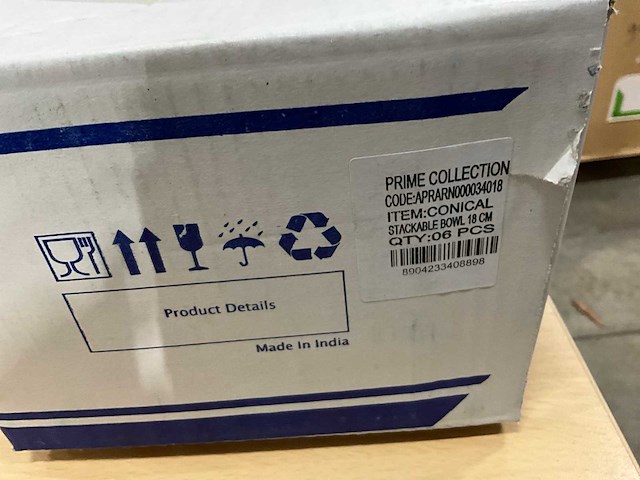 PRIME COLLECTION
CODE:APRARN000034018
ITEM:CONICAL
STACKABLE BOWL 18 CM
QTY:06 PCS
8904233408898
Product Details
Made In India